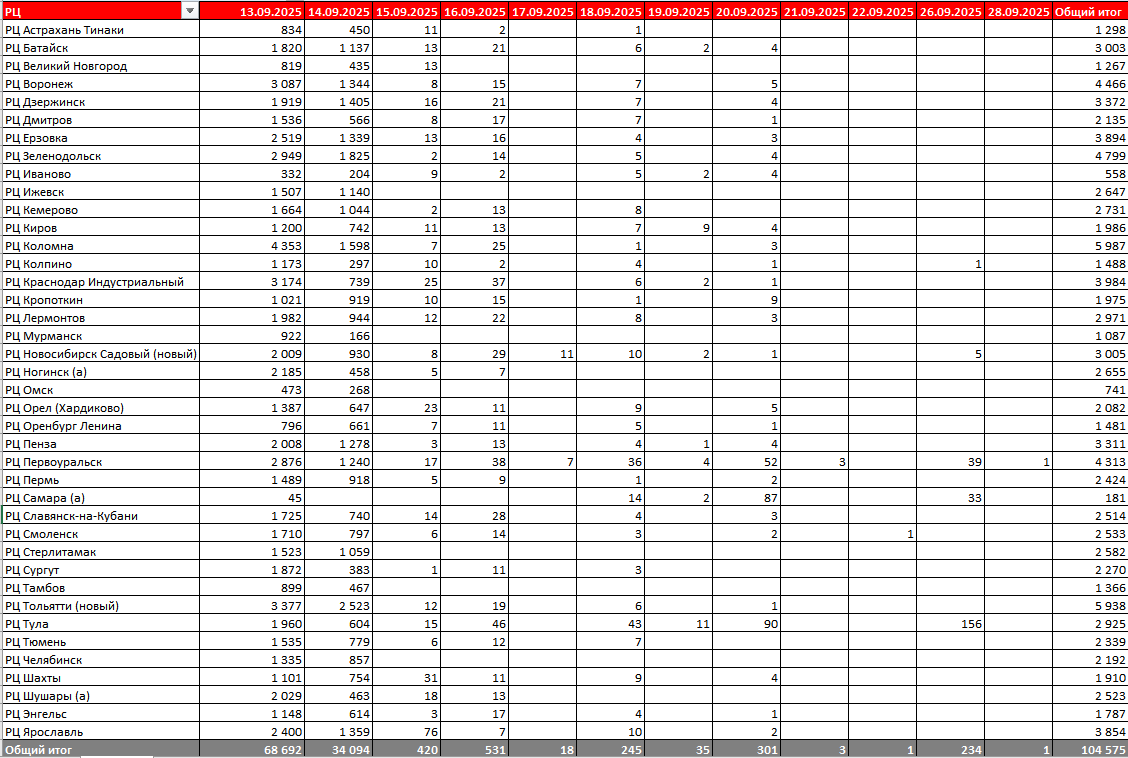 РЦ 13.09.2025 14.09.2025 15.09.2025 16.09.2025 17.09.2025 18.09.2025 19.09.2025 20.09.2025 21.09.2025 22.09.2025 26.09.2025 28.09.2025 Общий итог
РЦ Астрахань Тинаки 834 450 11 2 1 1 298
РЦ Батайск 1 820 1 137 13 21 6 2 4 3 003
РЦ Великий Новгород 819 435 13 1 267
РЦ Воронеж 3 087 1 344 8 15 7 5 4 466
РЦ Дзержинск 1 919 1 405 16 21 7 4 3 372
РЦ Дмитров 1 536 566 8 17 7 1 2 135
РЦ Ерзовка 2 519 1 339 13 16 4 3 3 894
РЦ Зеленодольск 2 949 1 825 2 14 5 4 4 799
РЦ Иваново 332 204 9 2 5 2 4 558
РЦ Ижевск 1 507 1 140 2 647
РЦ Кемерово 1 664 1 044 2 13 8 2 731
РЦ Киров 1 200 742 11 13 7 9 4 1 986
РЦ Коломна 4 353 1 598 7 25 1 3 5 987
РЦ Колпино 1 173 297 10 2 4 1 1 1 488
РЦ Краснодар Индустриальный 3 174 739 25 37 6 2 1 3 984
РЦ Кропоткин 1 021 919 10 15 1 9 1 975
РЦ Лермонтов 1 982 944 12 22 8 3 2 971
РЦ Мурманск 922 166 1 087
РЦ Новосибирск Садовый (новый) 2 009 930 8 29 11 10 2 1 5 3 005
РЦ Ногинск (а) 2 185 458 5 7 2 655
РЦ Омск 473 268 741
РЦ Орел (Хардиково) 1 387 647 23 11 9 5 2 082
РЦ Оренбург Ленина 796 661 7 11 5 1 1 481
РЦ Пенза 2 008 1 278 3 13 4 1 4 3 311
РЦ Первоуральск 2 876 1 240 17 38 7 36 4 52 3 39 1 4 313
РЦ Пермь 1 489 918 5 9 1 2 2 424
РЦ Самара (а) 45 14 2 87 33 181
РЦ Славянск-на-Кубани 1 725 740 14 28 4 3 2 514
РЦ Смоленск 1 710 797 6 14 3 2 1 2 533
РЦ Стерлитамак 1 523 1 059 2 582
РЦ Сургут 1 872 383 1 11 3 2 270
РЦ Тамбов 899 467 1 366
РЦ Тольятти (новый) 3 377 2 523 12 19 6 1 5 938
РЦ Тула 1 960 604 15 46 43 11 90 156 2 925
РЦ Тюмень 1 535 779 6 12 7 2 339
РЦ Челябинск 1 335 857 2 192
РЦ Шахты 1 101 754 31 11 9 4 1 910
РЦ Шушары (а) 2 029 463 18 13 2 523
РЦ Энгельс 1 148 614 3 17 4 1 1 787
РЦ Ярославль 2 400 1 359 76 7 10 2 3 854
Общий итог 68 692 34 094 420 531 18 245 35 301 3 1 234 1 104 575